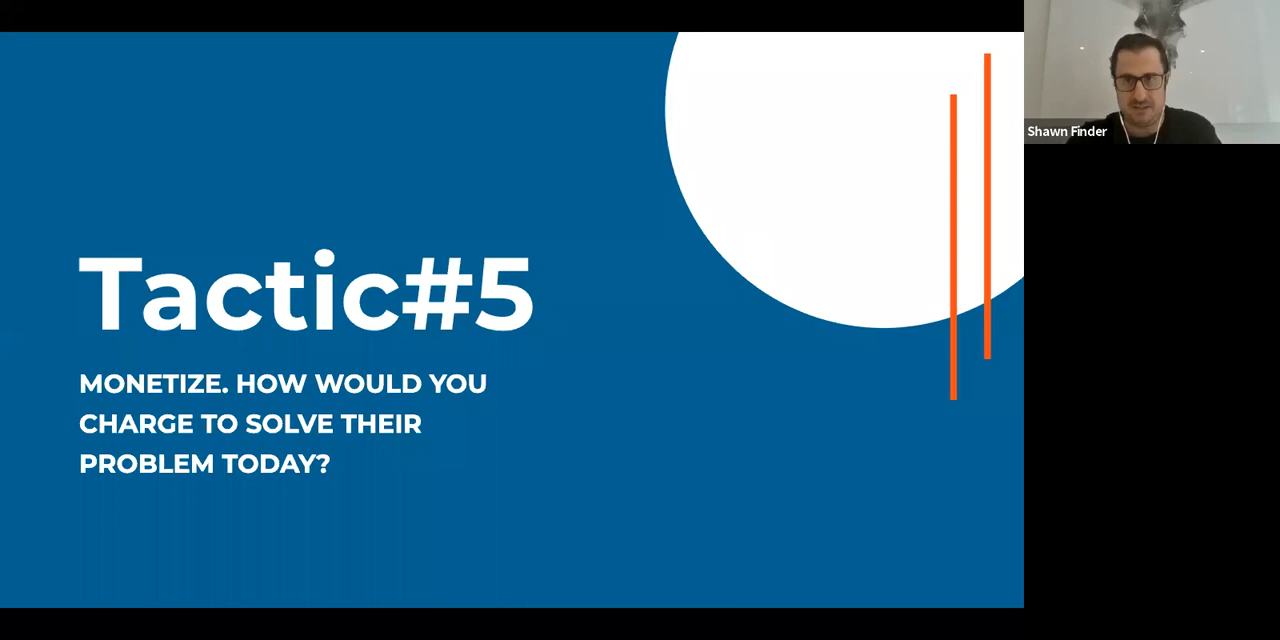 Tactic#5
MONETIZE. HOW WOULD YOU
CHARGE TO SOLVE THEIR
PROBLEM TODAY?
Shawn Finder